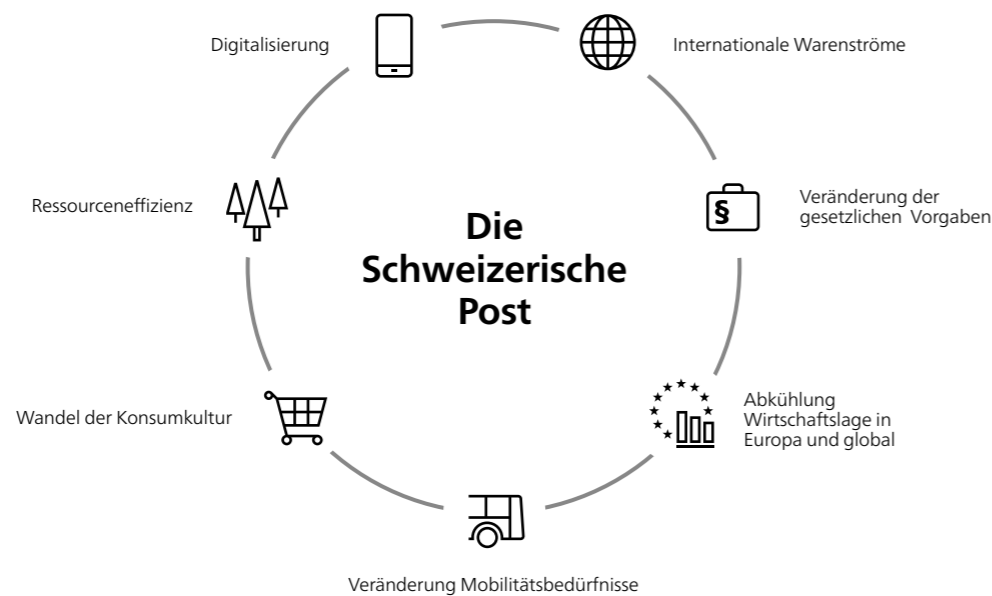 Digitalisierung
Internationale Warenströme
Ressourceneffizienz
Veränderung der
gesetzlichen Vorgaben
§
Die
Schweizerische
Post
Wandel der Konsumkultur
Abkühlung
Wirtschaftslage in
Europa und global
Veränderung Mobilitätsbedürfnisse